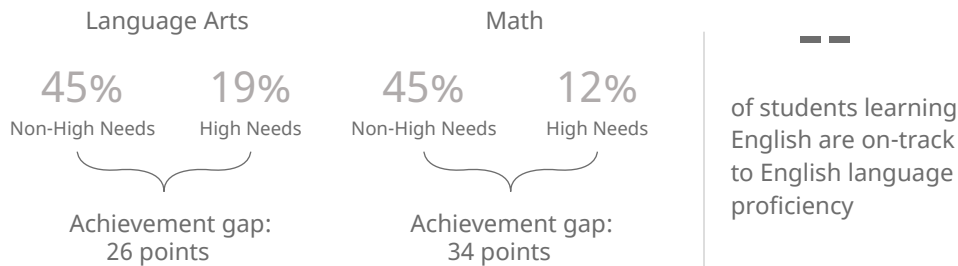 Language Arts
45% 19%
Non-High Needs High Needs
Achievement gap:
26 points
Math
45% 12%
Non-High Needs High Needs
Achievement gap:
34 points
--
of students learning
English are on-track
to English language
proficiency